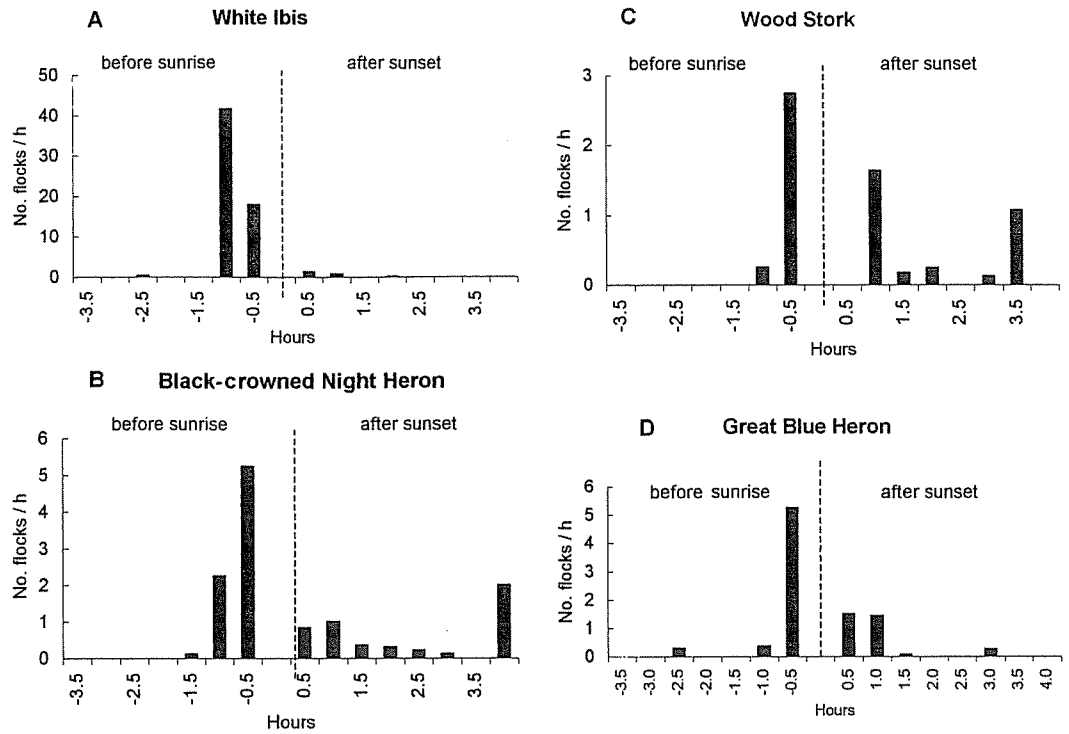 A White Ibis
before sunrise after sunset
No. flocks / h
50
40
30
20
10
0
-3.5 -2.5 -1.5 -0.5 0.5 1.5 2.5 3.5
Hours
B Black-crowned Night Heron
before sunrise after sunset
No. flocks / h
6
5
4
3
2
1
0
-3.5 -2.5 -1.5 -0.5 0.5 1.5 2.5 3.5
Hours
C Wood Stork
before sunrise after sunset
No. flocks / h
3
2
1
0
-3.5 -2.5 -1.5 -0.5 0.5 1.5 2.5 3.5
Hours
D Great Blue Heron
before sunrise after sunset
No. flocks / h
6
5
4
3
2
1
0
-3.5 -3.0 -2.5 -2.0 -1.5 -1.0 -0.5 0.5 1.0 1.5 2.0 2.5 3.0 3.5 4.0
Hours